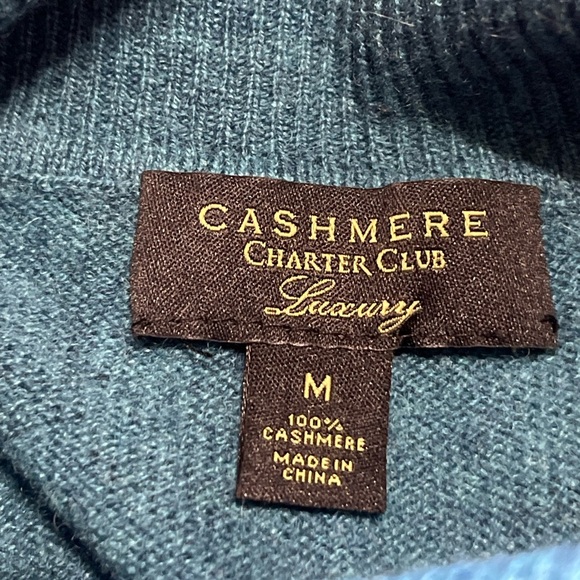 CASHMERE
CHARTER CLUB
Luxury
M
100%
CASHMERE
MADE IN
CHINA